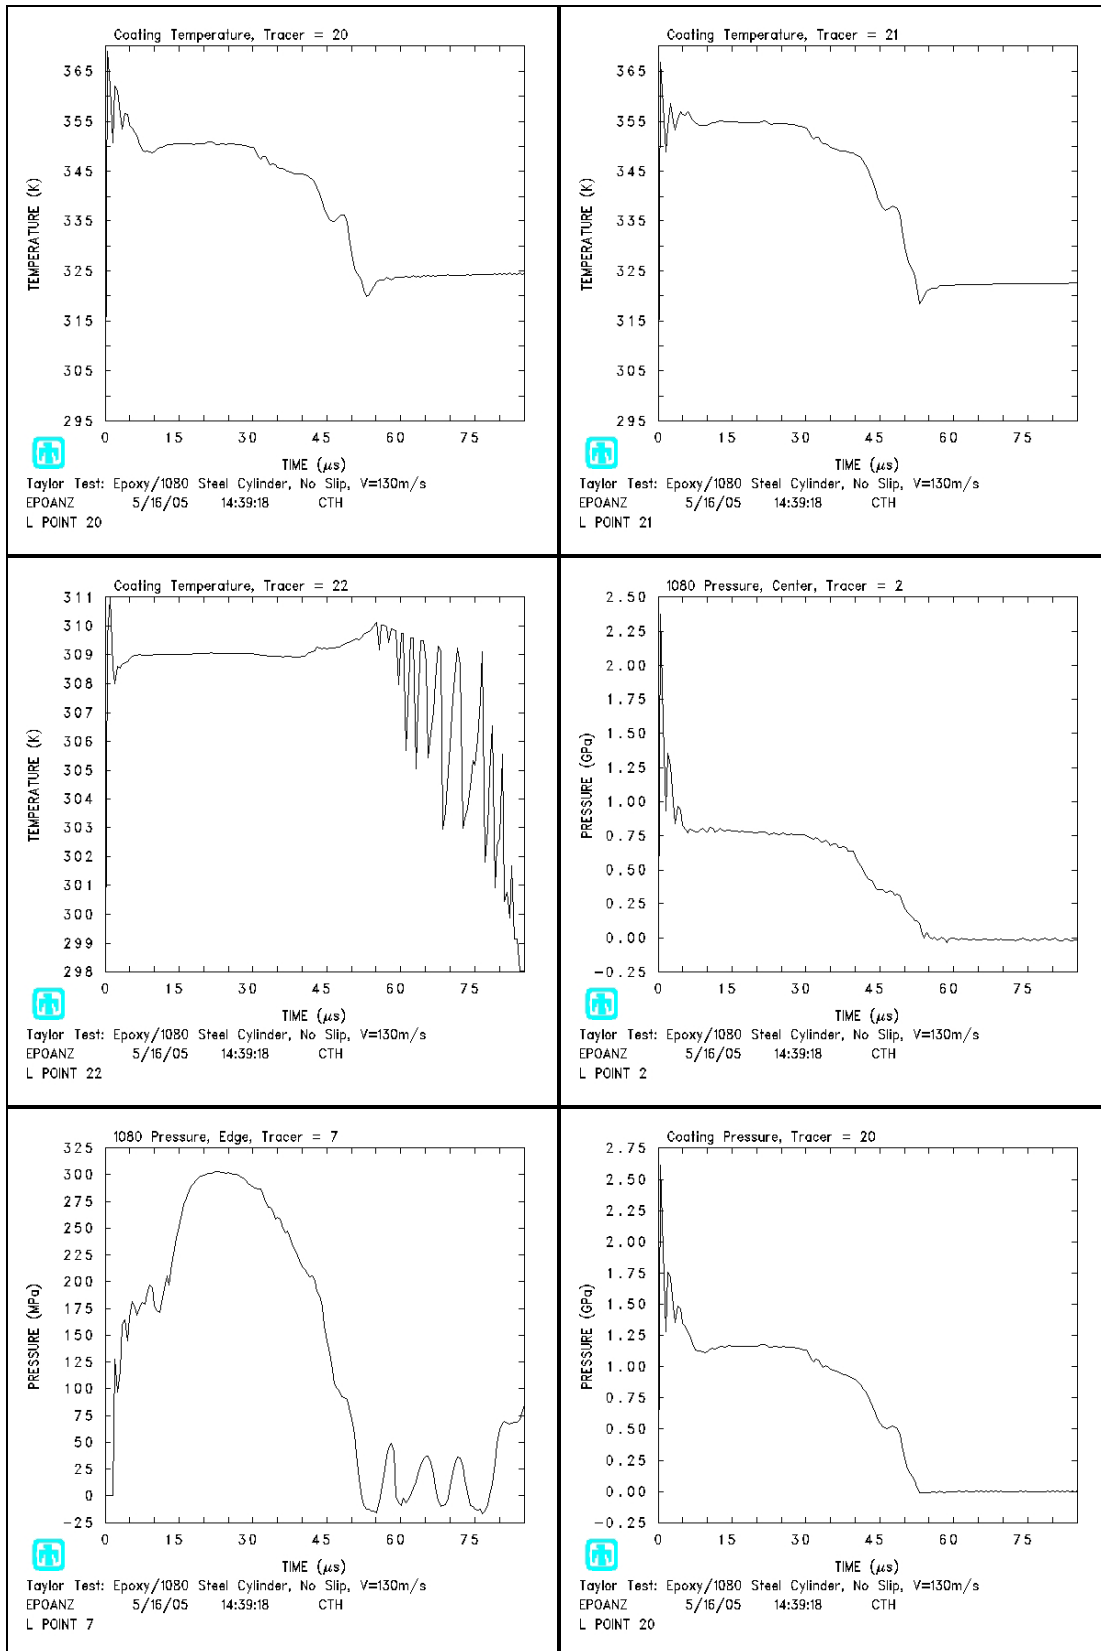 Coating Temperature, Tracer = 20
TEMPERATURE (K)
365
355
345
335
325
315
305
295
0 15 30 45 60 75
TIME (μs)
Taylor Test: Epoxy/1080 Steel Cylinder, No Slip, V=130m/s
EPOANZ 5/16/05 14:39:18 CTH
L POINT 20
Coating Temperature, Tracer = 21
TEMPERATURE (K)
365
355
345
335
325
315
305
295
0 15 30 45 60 75
TIME (μs)
Taylor Test: Epoxy/1080 Steel Cylinder, No Slip, V=130m/s
EPOANZ 5/16/05 14:39:18 CTH
L POINT 21
Coating Temperature, Tracer = 22
TEMPERATURE (K)
311
310
309
308
307
306
305
304
303
302
301
300
299
298
0 15 30 45 60 75
TIME (μs)
Taylor Test: Epoxy/1080 Steel Cylinder, No Slip, V=130m/s
EPOANZ 5/16/05 14:39:18 CTH
L POINT 22
1080 Pressure, Center, Tracer = 2
PRESSURE (GPa)
2.50
2.25
2.00
1.75
1.50
1.25
1.00
0.75
0.50
0.25
0.00
-0.25
0 15 30 45 60 75
TIME (μs)
Taylor Test: Epoxy/1080 Steel Cylinder, No Slip, V=130m/s
EPOANZ 5/16/05 14:39:18 CTH
L POINT 2
1080 Pressure, Edge, Tracer = 7
PRESSURE (MPa)
325
300
275
250
225
200
175
150
125
100
75
50
25
0
-25
0 15 30 45 60 75
TIME (μs)
Taylor Test: Epoxy/1080 Steel Cylinder, No Slip, V=130m/s
EPOANZ 5/16/05 14:39:18 CTH
L POINT 7
Coating Pressure, Tracer = 20
PRESSURE (GPa)
2.75
2.50
2.25
2.00
1.75
1.50
1.25
1.00
0.75
0.50
0.25
0.00
-0.25
0 15 30 45 60 75
TIME (μs)
Taylor Test: Epoxy/1080 Steel Cylinder, No Slip, V=130m/s
EPOANZ 5/16/05 14:39:18 CTH
L POINT 20